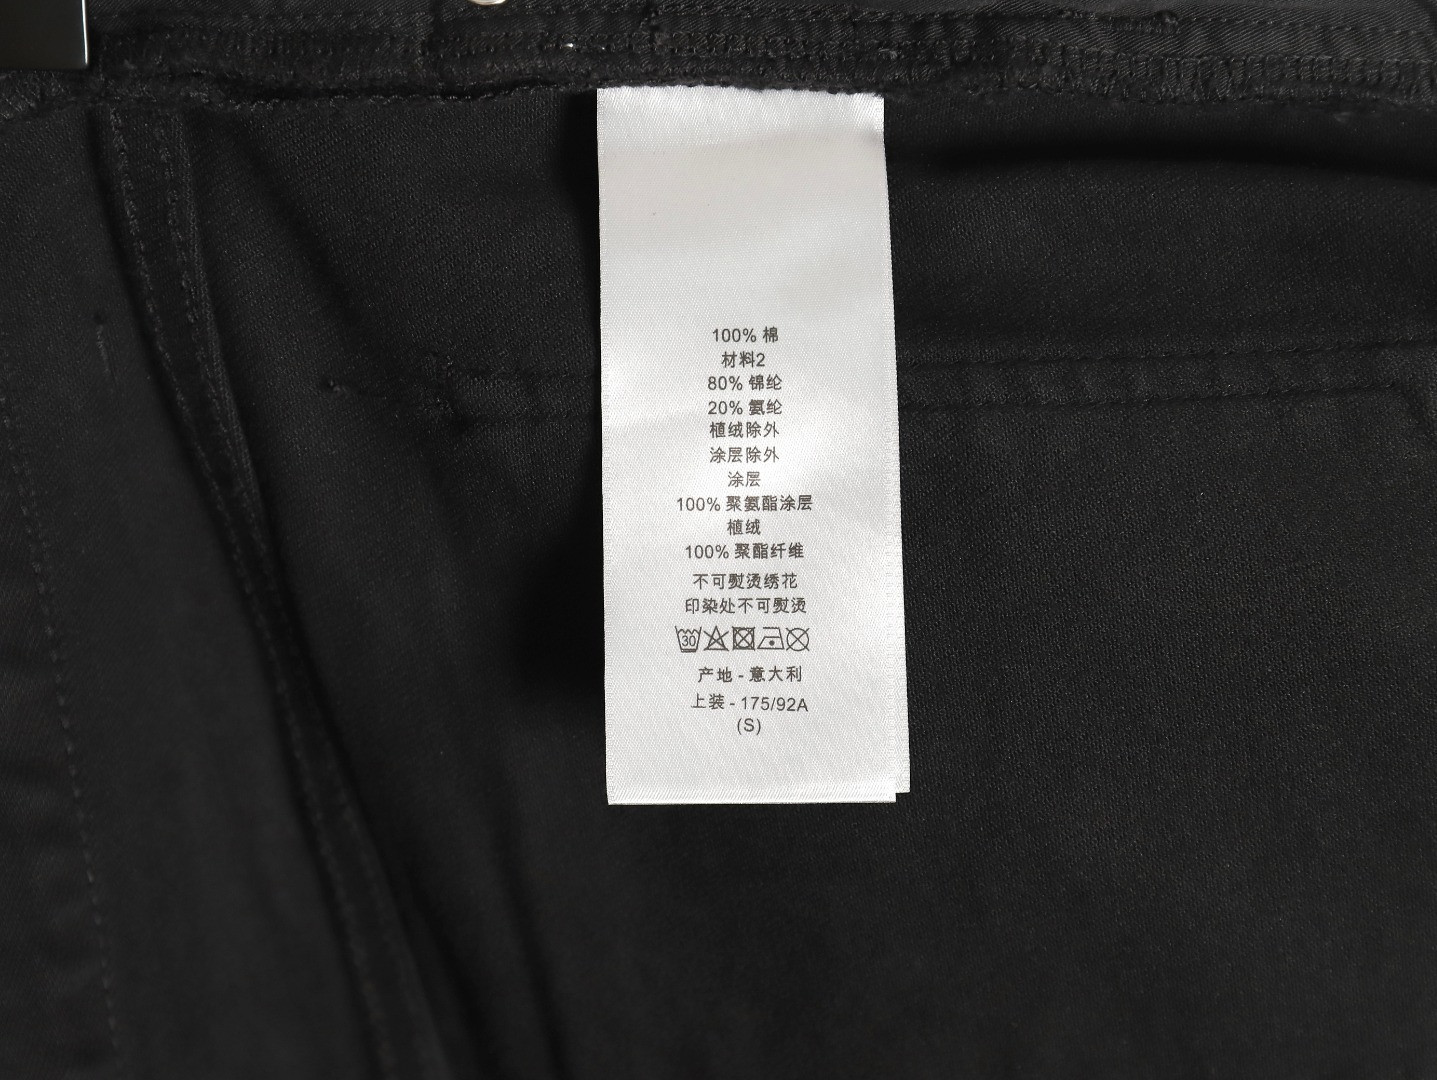 100% 棉
材料2
80% 锦纶
20% 氨纶
植绒除外
涂层除外
涂层
100% 聚氨酯涂层
植绒
100% 聚酯纤维
不可熨烫绣花
印染处不可熨烫
30
产地 - 意大利
上装 - 175/92A
(S)